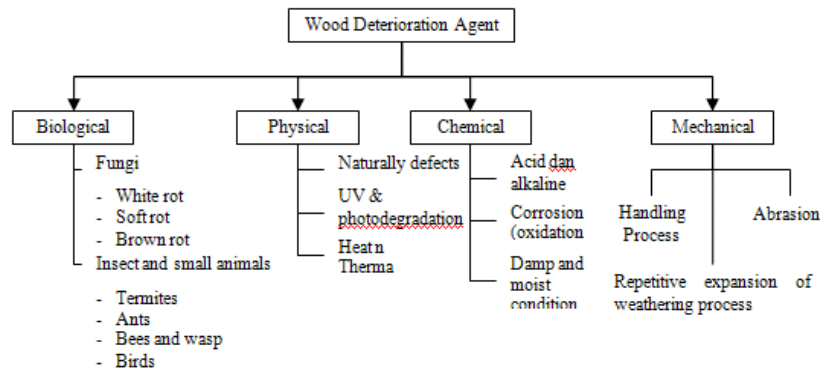 Wood Deterioration Agent
Biological
Physical
Chemical
Mechanical
Fungi
- White rot
- Soft rot
- Brown rot
Insect and small animals
- Termites
- Ants
- Bees and wasp
- Birds
Naturally defects
UV &
photodegradation
Heat n
Therma
Acid dan
alkaline
Corrosion
(oxidation
Damp and
moist
condition
Handling
Process
Abrasion
Repetitive expansion of
weathering process